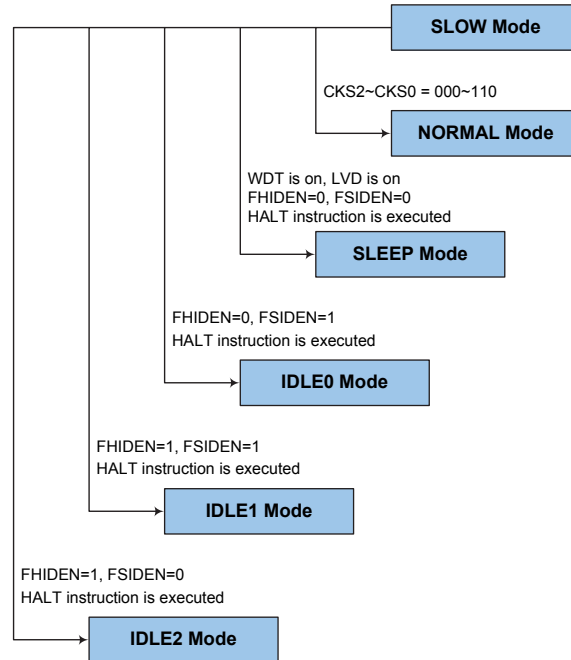 SLOW Mode
CKS2~CKS0 = 000~110
NORMAL Mode
WDT is on, LVD is on
FHIDEN=0, FSIDEN=0
HALT instruction is executed
SLEEP Mode
FHIDEN=0, FSIDEN=1
HALT instruction is executed
IDLE0 Mode
FHIDEN=1, FSIDEN=1
HALT instruction is executed
IDLE1 Mode
FHIDEN=1, FSIDEN=0
HALT instruction is executed
IDLE2 Mode